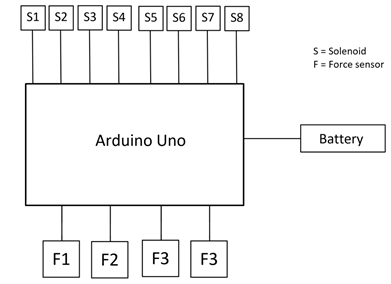 S1 S2 S3 S4 S5 S6 S7 S8
S = Solenoid
F = Force sensor
Arduino Uno
Battery
F1 F2 F3 F3